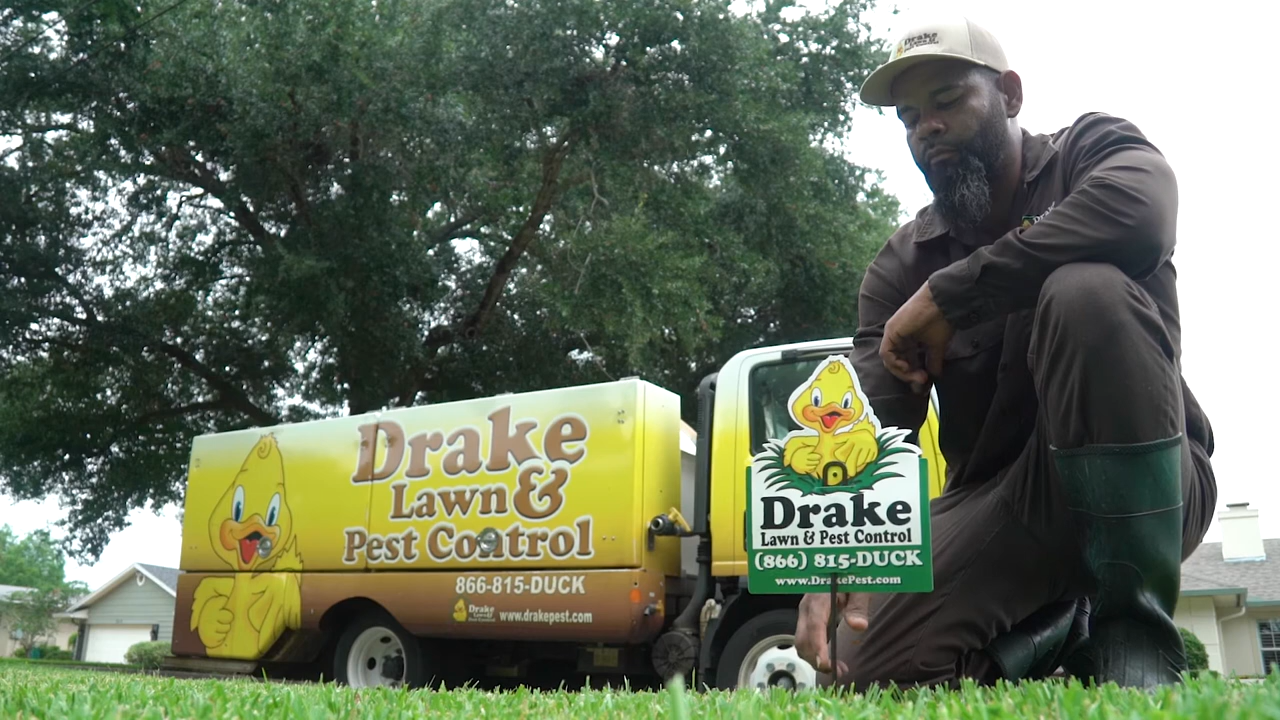 Drake
Drake
Lawn &
Pest Control
866-815-DUCK
Drake
www.drakepest.com
Drake
Lawn & Pest Control
(866) 815-DUCK
www.DrakePest.com